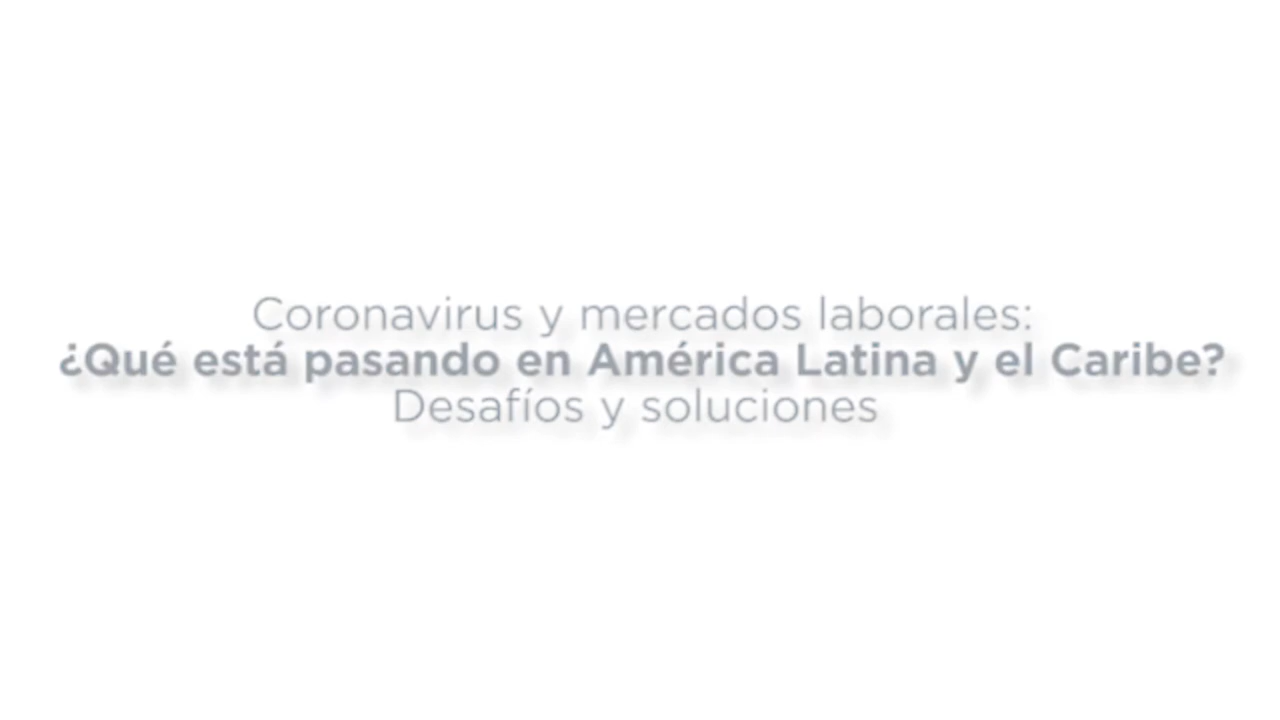 Coronavirus y mercados laborales:
¿Qué está pasando en América Latina y el Caribe?
Desafíos y soluciones